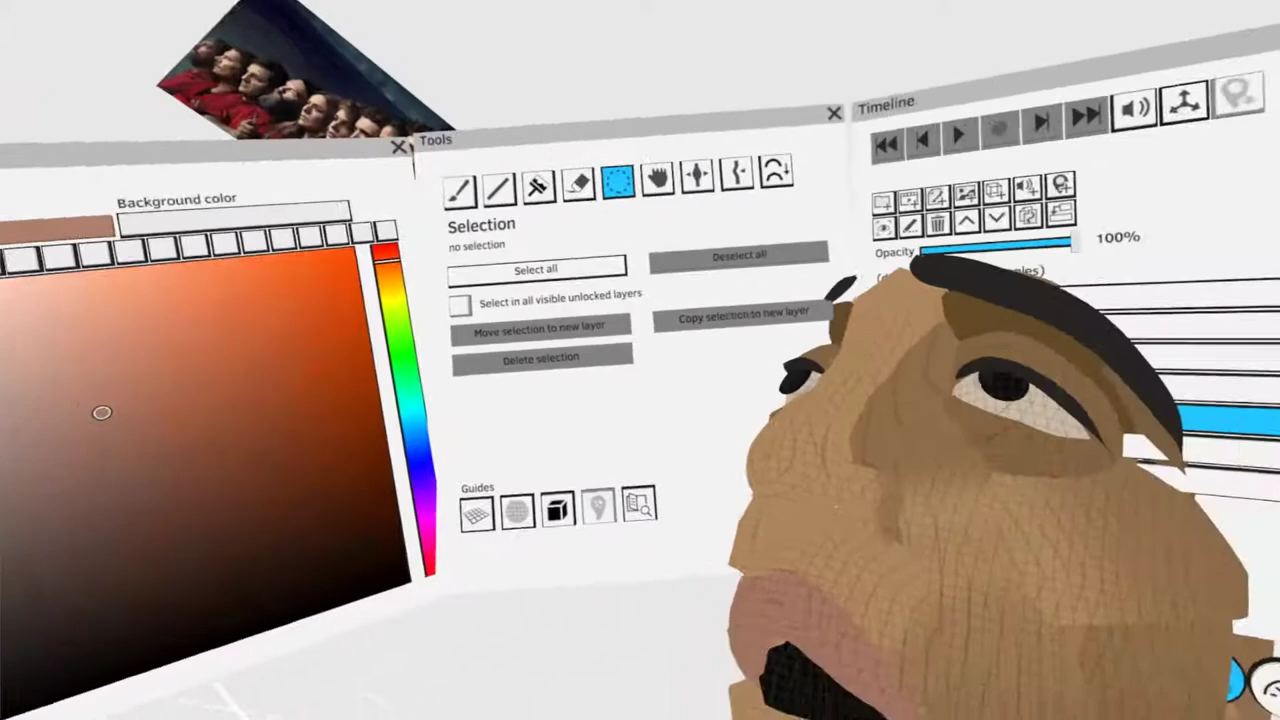 Background color
Tools
Selection
no selection
Select all
Deselect all
Select in all visible unlocked layers
Move selection to new layer
Copy selection to new layer
Delete selection
Guides
Timeline
Opacity
100%